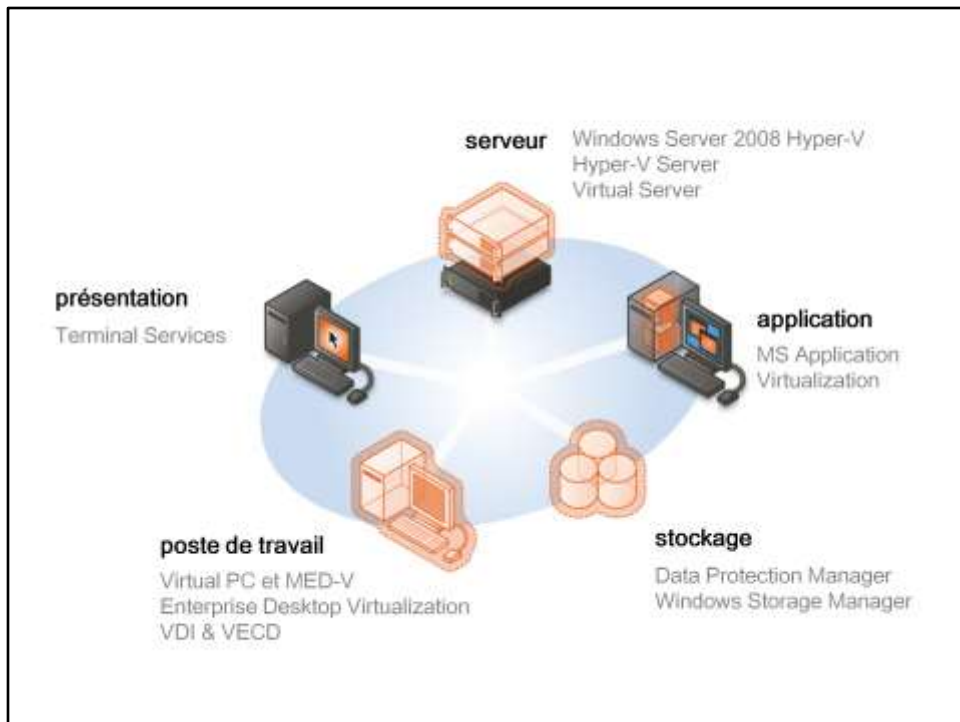 serveur
Windows Server 2008 Hyper-V
Hyper-V Server
Virtual Server
présentation
Terminal Services
application
MS Application
Virtualization
poste de travail
Virtual PC et MED-V
Enterprise Desktop Virtualization
VDI & VECD
stockage
Data Protection Manager
Windows Storage Manager